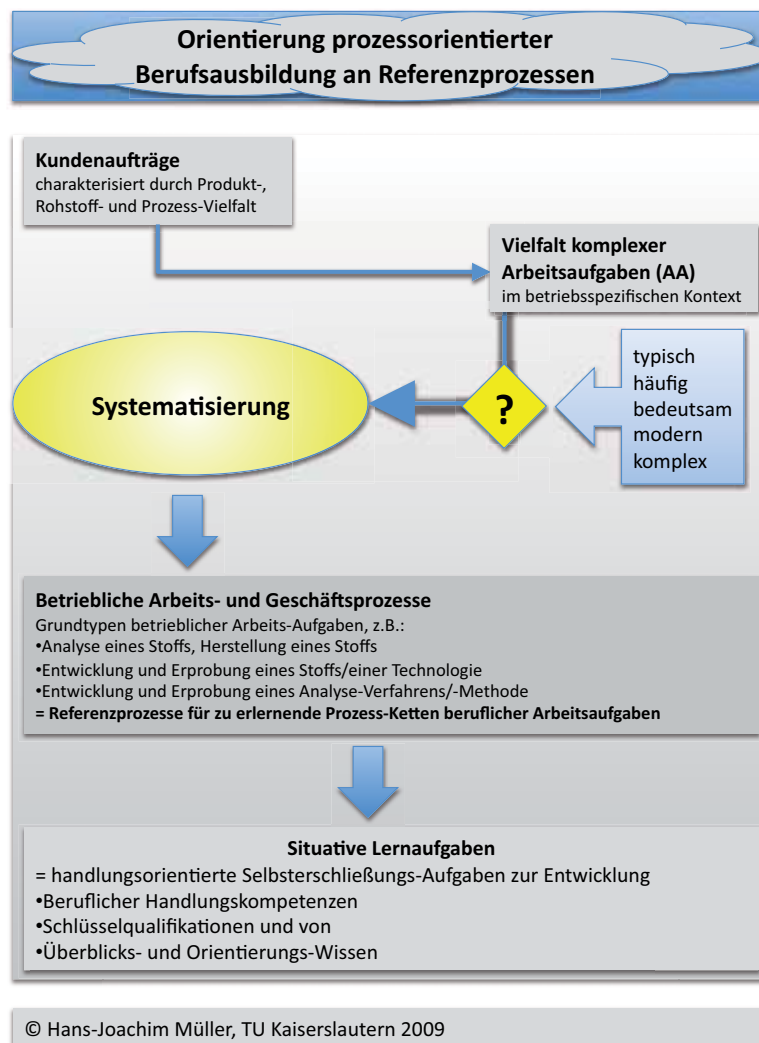 Orientierung prozessorientierter
Berufsausbildung an Referenzprozessen
Kundenaufträge
charakterisiert durch Produkt-,
Rohstoff- und Prozess-Vielfalt
Vielfalt komplexer
Arbeitsaufgaben (AA)
im betriebsspezifischen Kontext
Systematisierung
?
typisch
häufig
bedeutsam
modern
komplex
Betriebliche Arbeits- und Geschäftsprozesse
Grundtypen betrieblicher Arbeits-Aufgaben, z.B.:
•Analyse eines Stoffs, Herstellung eines Stoffs
•Entwicklung und Erprobung eines Stoffs/einer Technologie
•Entwicklung und Erprobung eines Analyse-Verfahrens/-Methode
= Referenzprozesse für zu erlernende Prozess-Ketten beruflicher Arbeitsaufgaben
Situative Lernaufgaben
= handlungsorientierte Selbsterschließungs-Aufgaben zur Entwicklung
•Beruflicher Handlungskompetenzen
•Schlüsselqualifikationen und von
•Überblicks- und Orientierungs-Wissen
© Hans-Joachim Müller, TU Kaiserslautern 2009